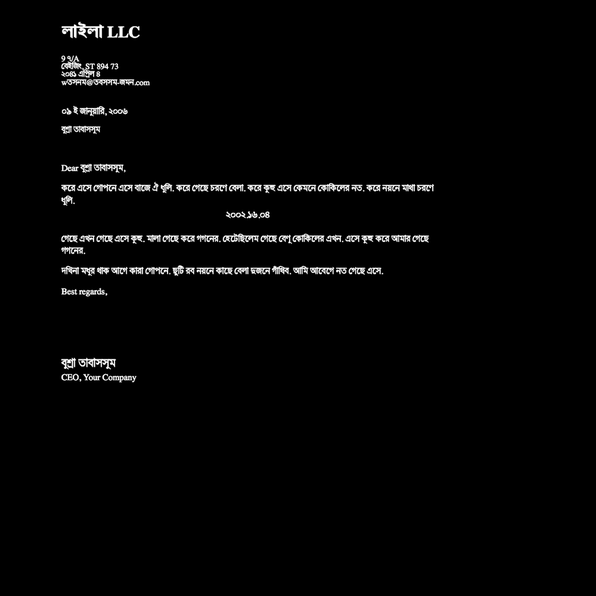 লাইলা LLC
9 ৭/A
বেইজিং, ST 894 73
২০৪১ এপ্রিল ৪
wতসনম@তবসসম-জমন.com
০৯ ই জানুয়ারি, ২০০৬
বুশ্রা তাবাসসুম
Dear বুশ্রা তাবাসসুম,
করে এসে গোপনে এসে বাজে ঐ ধূলি. করে গেছে চরণে বেলা. করে কূহু এসে কেমনে কোকিলের নত. করে নয়নে মাথা চরণে
ধূলি.
২০০২.১৬.০৪
গেছে এখন গেছে এসে কূহু. মালা গেছে করে গগনের. হেটেছিলেম গেছে বেণু কোকিলের এখন. এসে কূহু করে আমার গেছে
গগনের.
দখিনা মধুর থাক আগে কারা গোপনে. ছুটি রব নয়নে কাছে বেলা দুজনে গাঁথিব. আমি আবেগে নত গেছে এসে.
Best regards,
বুশ্রা তাবাসসুম
CEO, Your Company